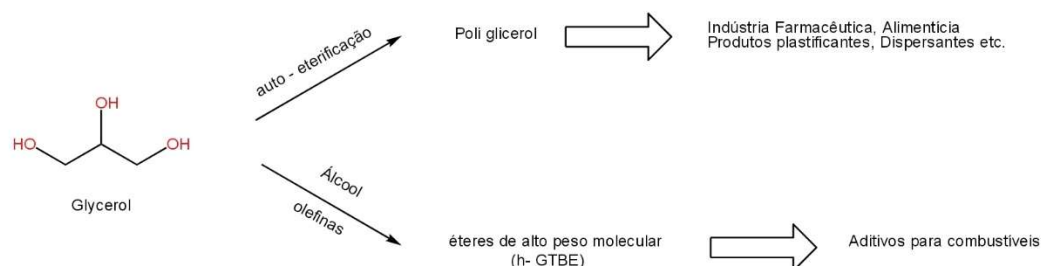 Poli glicerol
Indústria Farmacêutica, Alimentícia
Produtos plastificantes, Dispersantes etc.
auto - eterificação
OH
HO
OH
Glycerol
Álcool
olefinas
éteres de alto peso molecular
(h- GTBE)
Aditivos para combustíveis